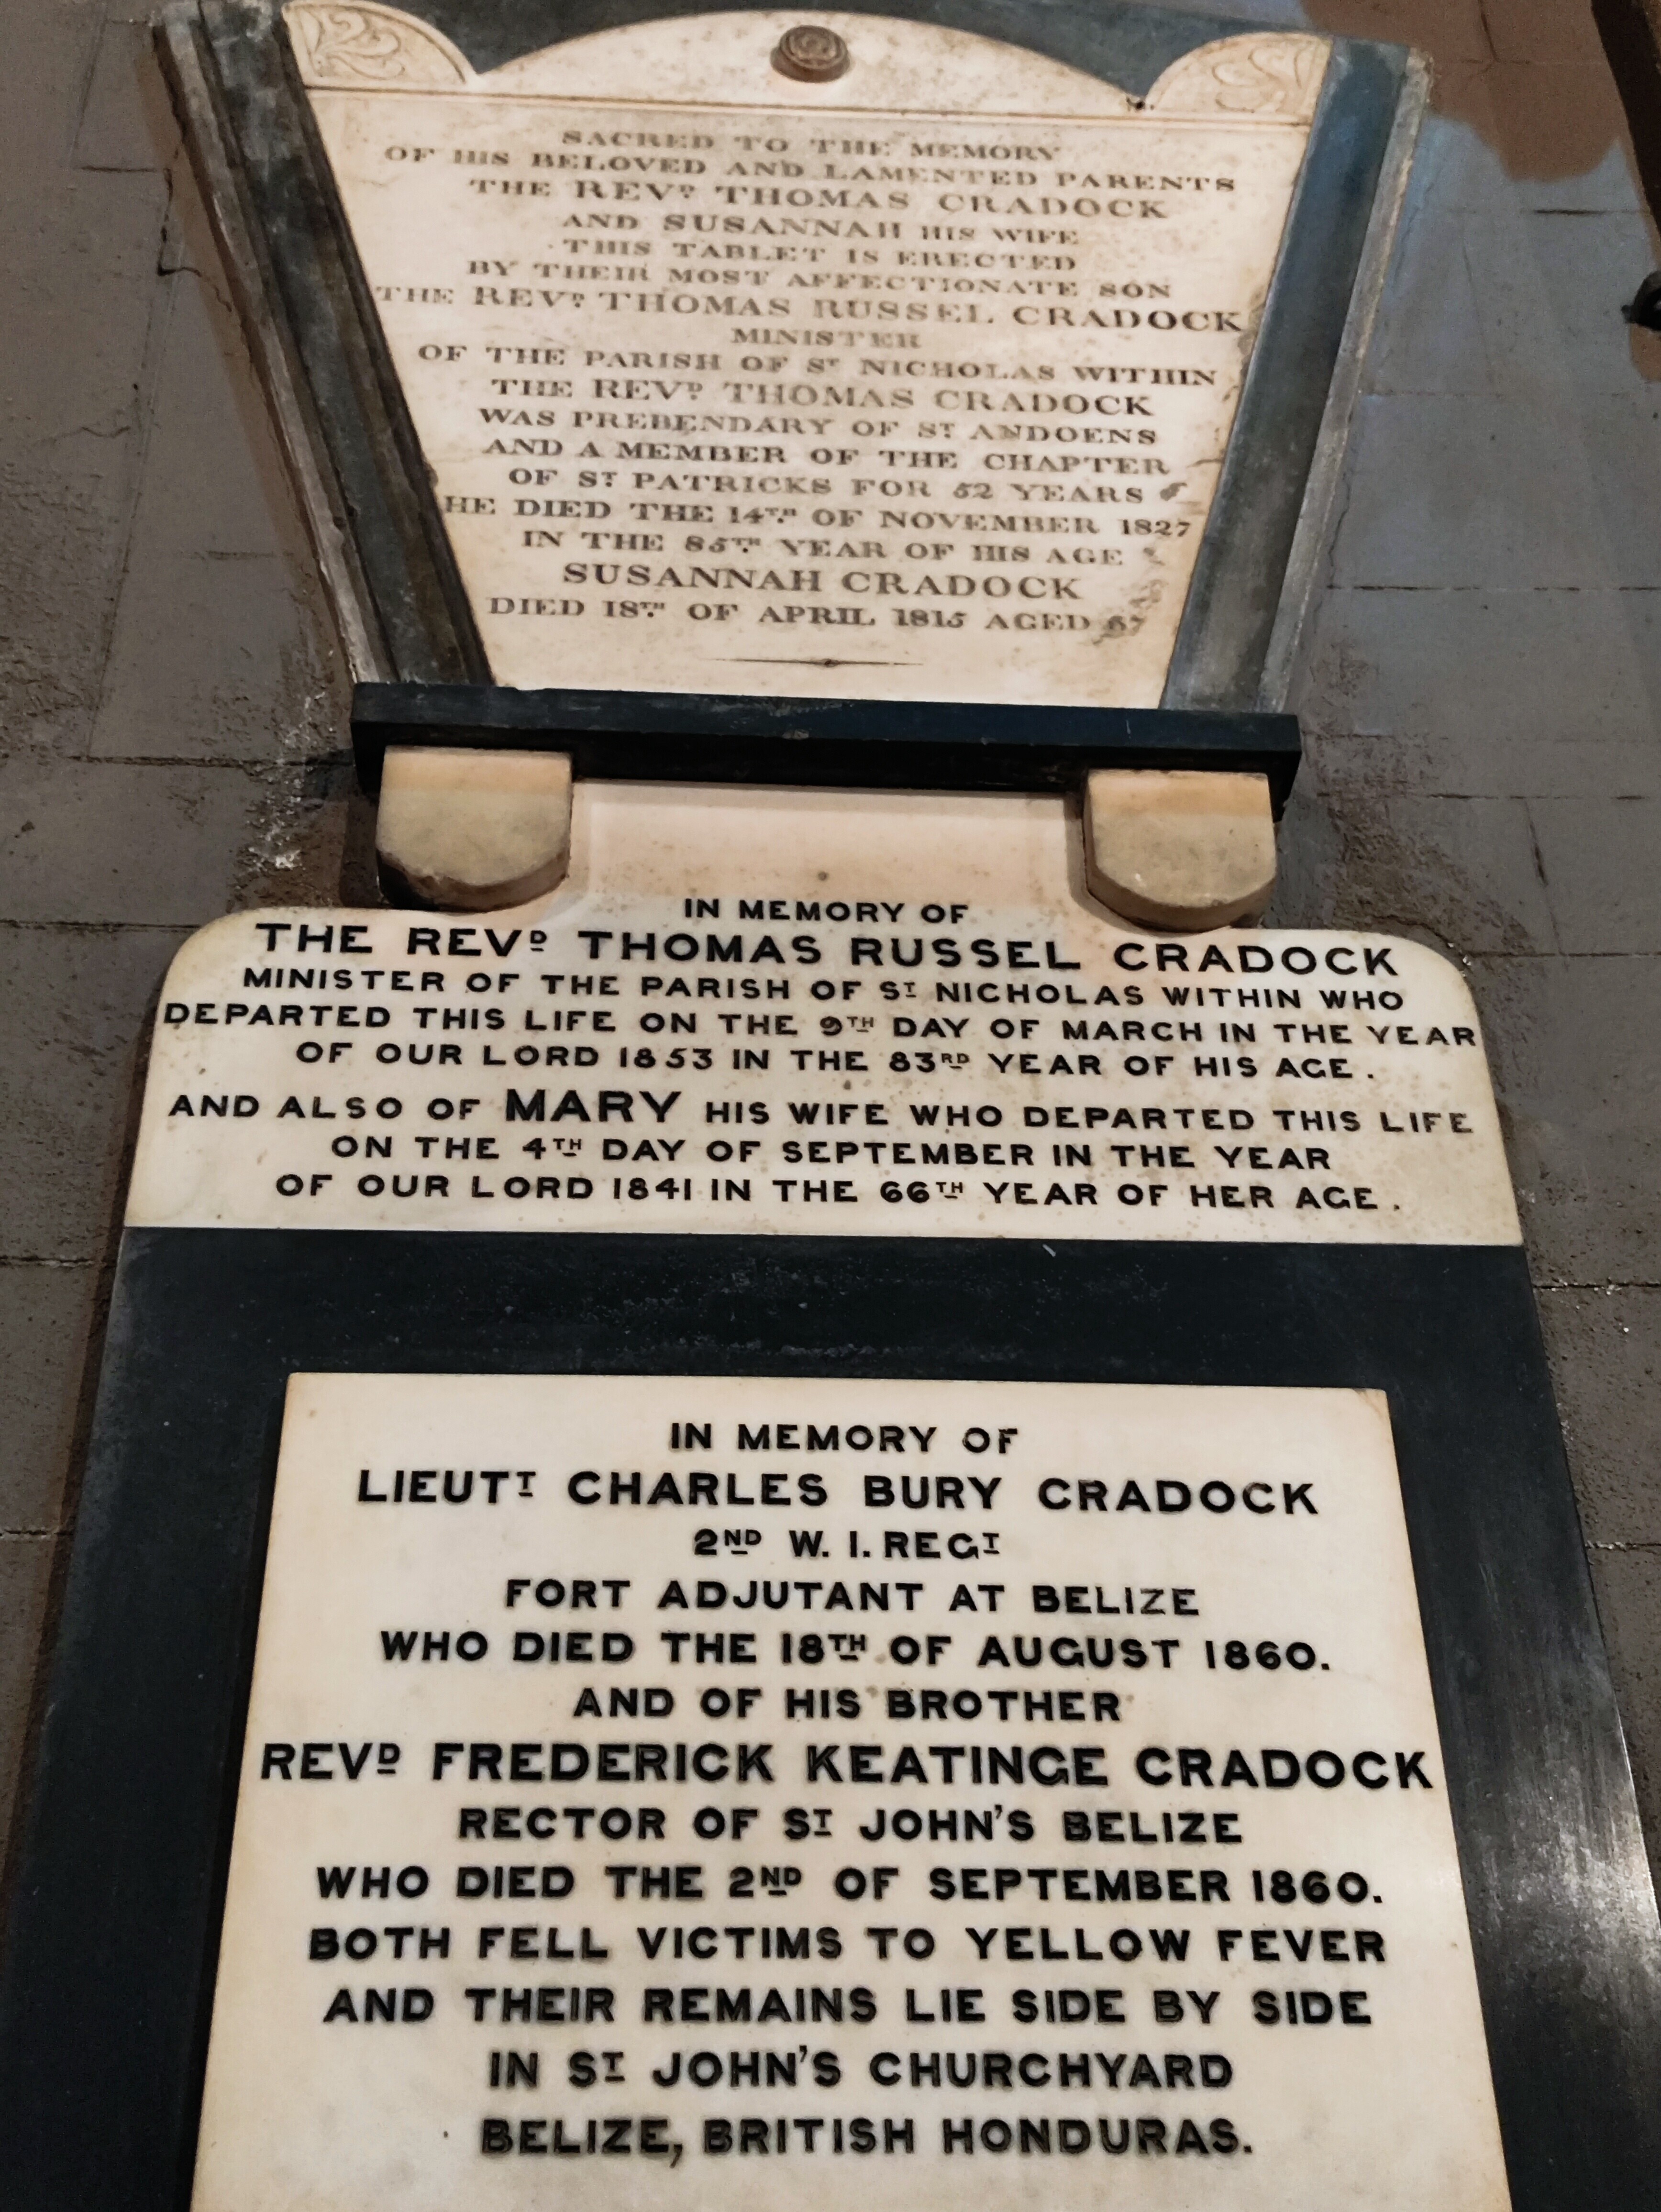 SACRED TO THE MEMORY
OF HIS BELOVED AND LAMENTED PARENTS
THE REVD THOMAS CRADOCK
AND SUSANNAH HIS WIFE
THIS TABLET IS ERECTED
BY THEIR MOST AFFECTIONATE SON
THE REVD THOMAS RUSSEL CRADOCK
MINISTER
OF THE PARISH OF ST NICHOLAS WITHIN
THE REVD THOMAS CRADOCK
WAS PREBENDARY OF ST ANDOENS
AND A MEMBER OF THE CHAPTER
OF ST PATRICKS FOR 52 YEARS
HE DIED THE 14TH OF NOVEMBER 1827
IN THE 85TH YEAR OF HIS AGE
SUSANNAH CRADOCK
DIED 18TH OF APRIL 1815 AGED 67
IN MEMORY OF
THE REVD THOMAS RUSSEL CRADOCK
MINISTER OF THE PARISH OF ST NICHOLAS WITHIN WHO
DEPARTED THIS LIFE ON THE 9TH DAY OF MARCH IN THE YEAR
OF OUR LORD 1853 IN THE 83RD YEAR OF HIS AGE.
AND ALSO OF MARY HIS WIFE WHO DEPARTED THIS LIFE
ON THE 4TH DAY OF SEPTEMBER IN THE YEAR
OF OUR LORD 1841 IN THE 66TH YEAR OF HER AGE.
IN MEMORY OF
LIEUTT CHARLES BURY CRADOCK
2ND W. I. REGT
FORT ADJUTANT AT BELIZE
WHO DIED THE 18TH OF AUGUST 1860.
AND OF HIS BROTHER
REVD FREDERICK KEATINGE CRADOCK
RECTOR OF ST JOHN'S BELIZE
WHO DIED THE 2ND OF SEPTEMBER 1860.
BOTH FELL VICTIMS TO YELLOW FEVER
AND THEIR REMAINS LIE SIDE BY SIDE
IN ST JOHN'S CHURCHYARD
BELIZE, BRITISH HONDURAS.